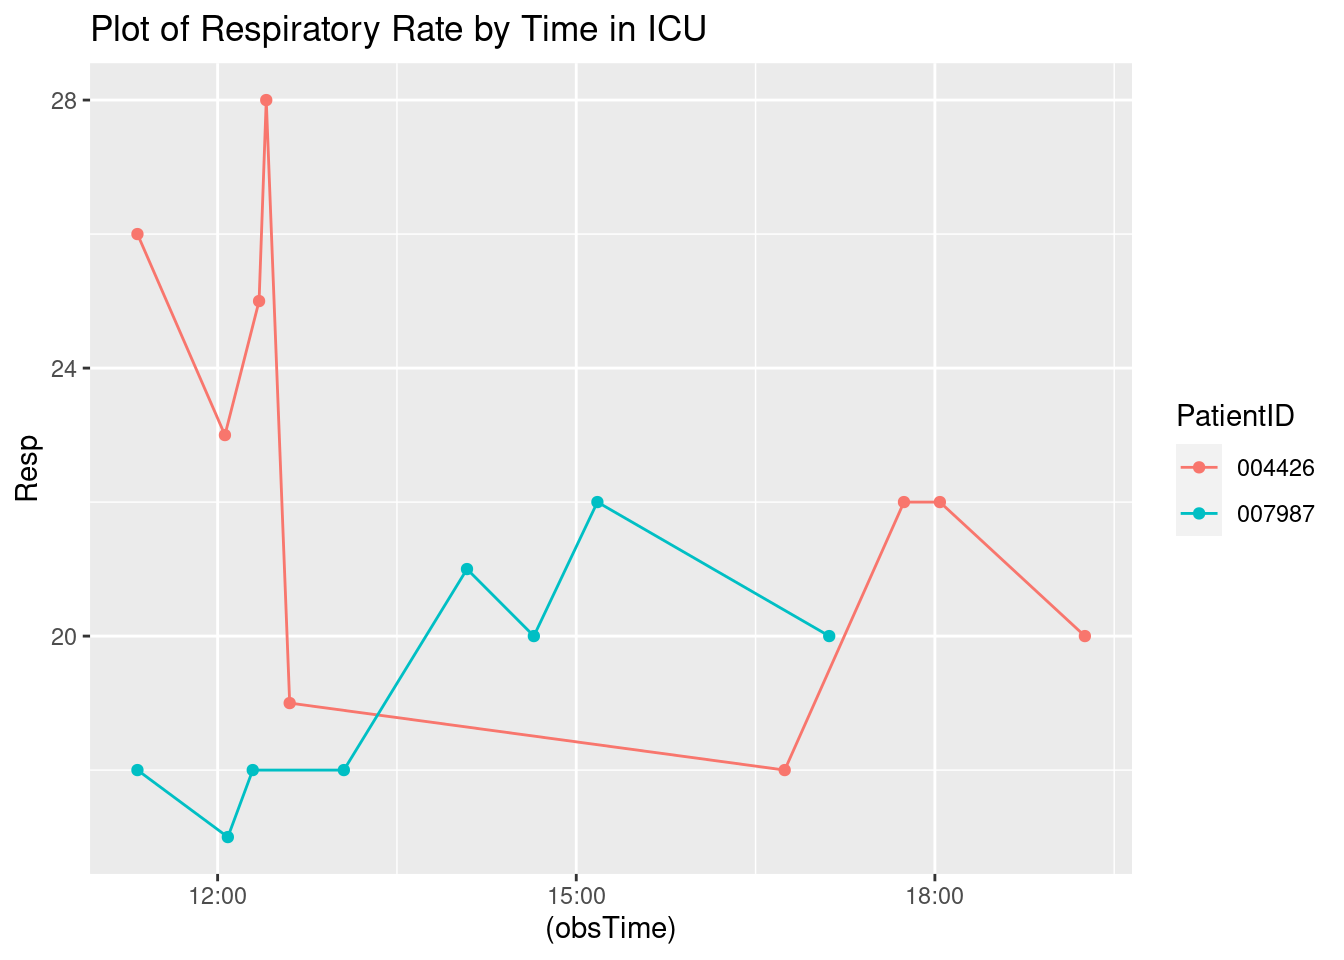 Plot of Respiratory Rate by Time in ICU
28
24
20
Resp
12:00
15:00
18:00
(obsTime)
PatientID
004426
007987